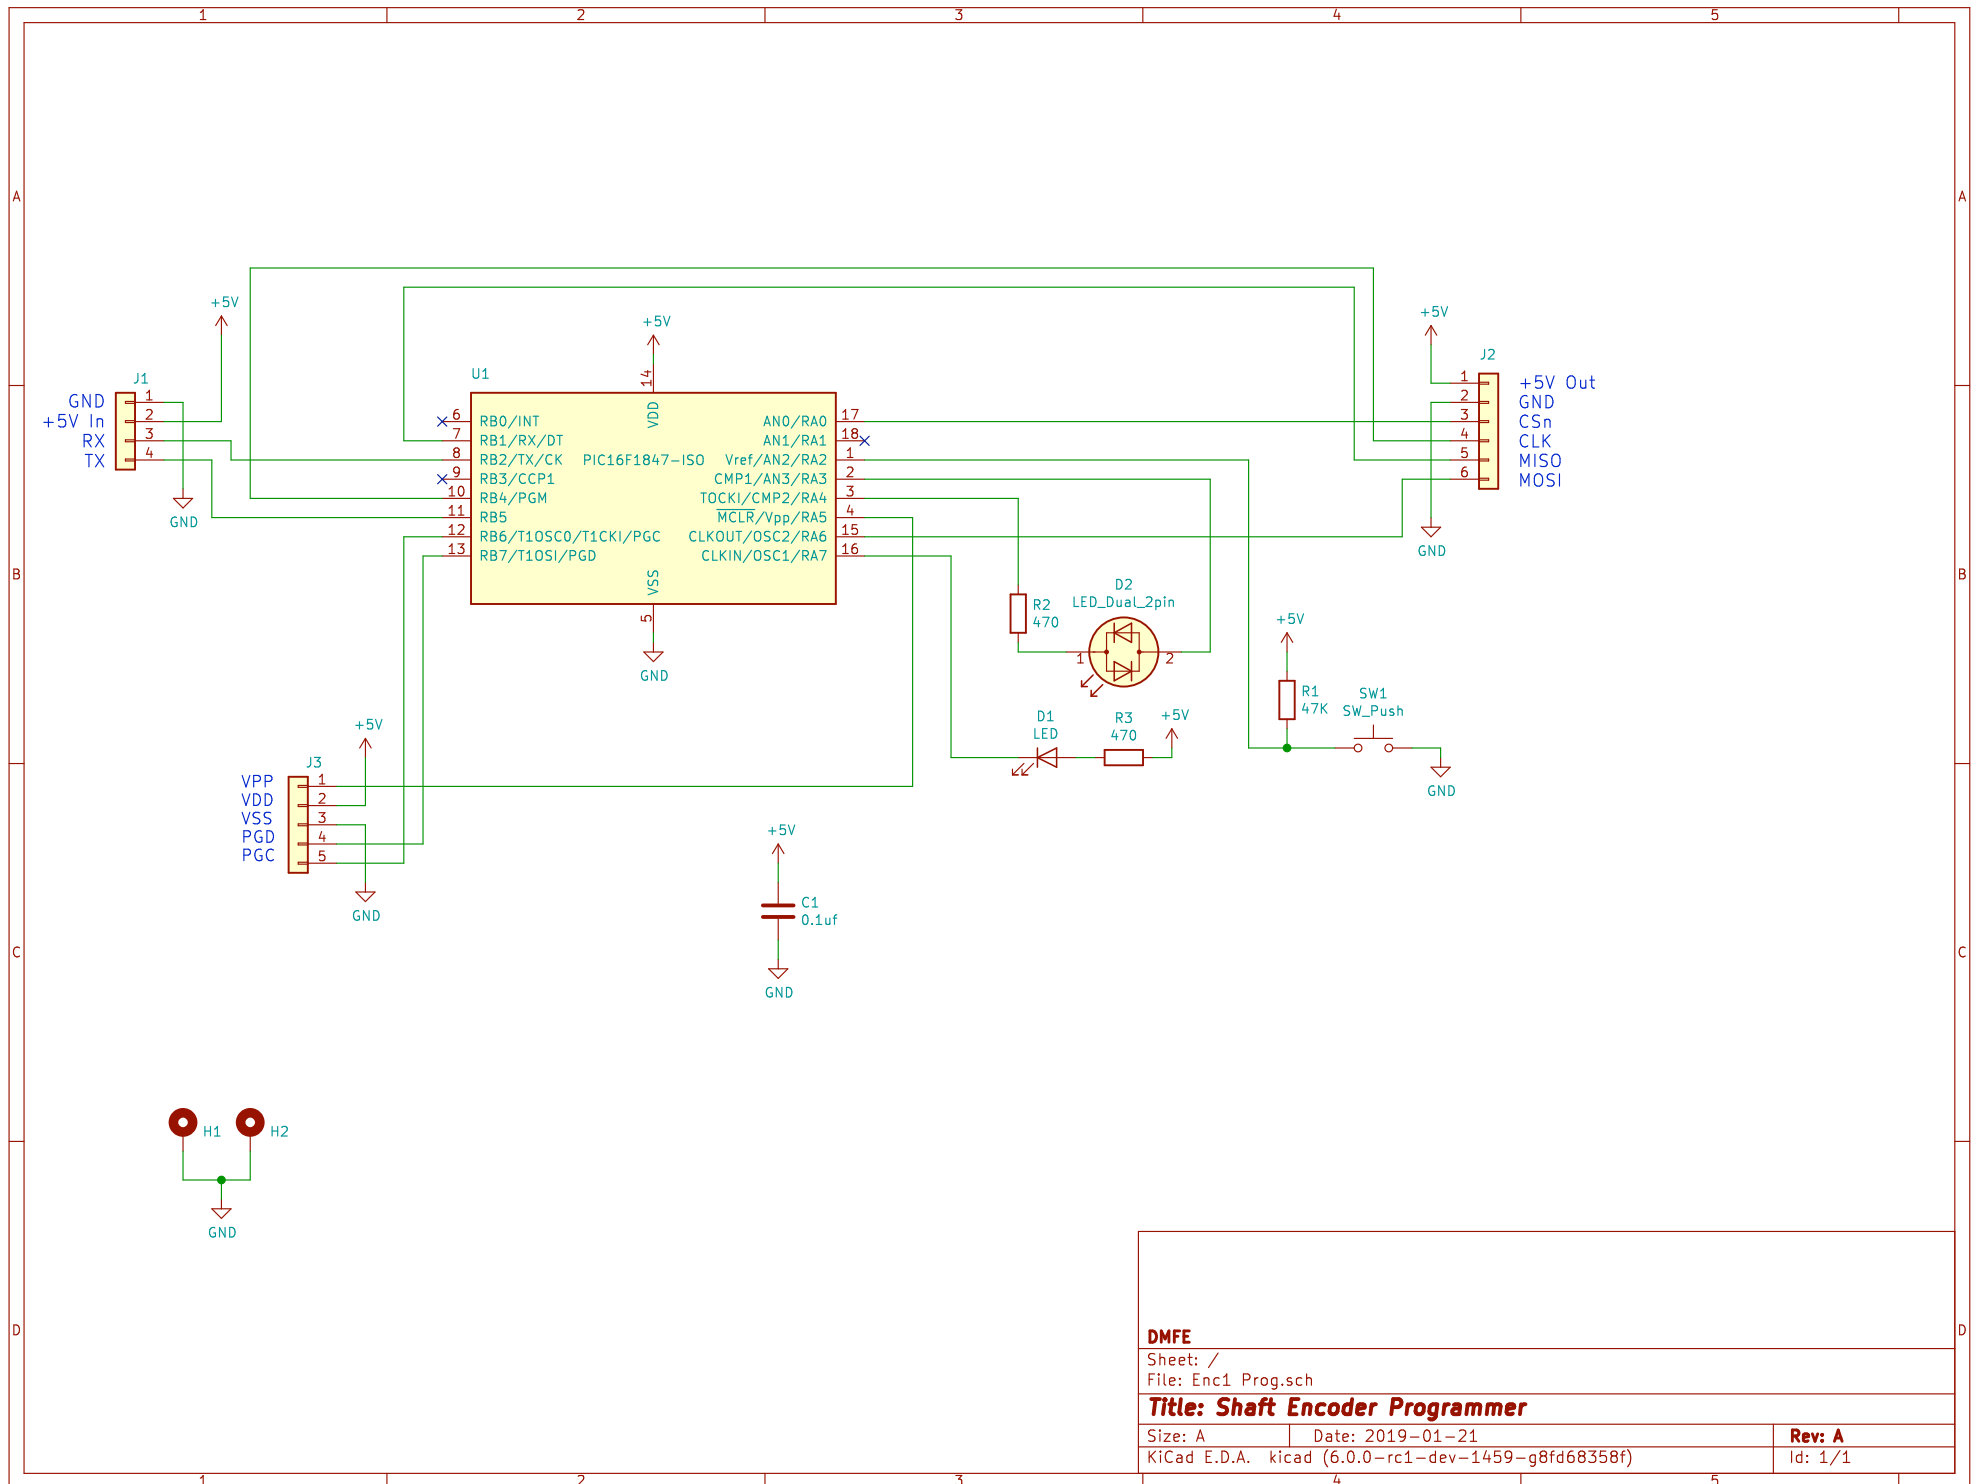 1 2 3 4 5
A A
B B
C C
D D
+5V
+5V
+5V
J1
GND 1
+5V In 2
RX 3
TX 4
GND
U1
14
VDD
6 RB0/INT
7 RB1/RX/DT
8 RB2/TX/CK
9 RB3/CCP1
10 RB4/PGM
11 RB5
12 RB6/T1OSC0/T1CKI/PGC
13 RB7/T1OSI/PGD
PIC16F1847-ISO
AN0/RA0 17
AN1/RA1 18
Vref/AN2/RA2 1
CMP1/AN3/RA3 2
TOCKI/CMP2/RA4 3
MCLR/Vpp/RA5 4
CLKOUT/OSC2/RA6 15
CLKIN/OSC1/RA7 16
VSS
5
GND
J2
1 +5V Out
2 GND
3 CSn
4 CLK
5 MISO
6 MOSI
GND
R2
470
D2
LED_Dual_2pin
1 2
+5V
R1
47K
SW1
SW_Push
GND
D1
LED
R3
470
+5V
+5V
J3
VPP 1
VDD 2
VSS 3
PGD 4
PGC 5
GND
+5V
C1
0.1uf
GND
H1 H2
GND
DMFE
Sheet: /
File: Enc1 Prog.sch
Title: Shaft Encoder Programmer
Size: A Date: 2019-01-21 Rev: A
KiCad E.D.A. kicad (6.0.0-rc1-dev-1459-g8fd68358f) Id: 1/1
1 2 3 4 5